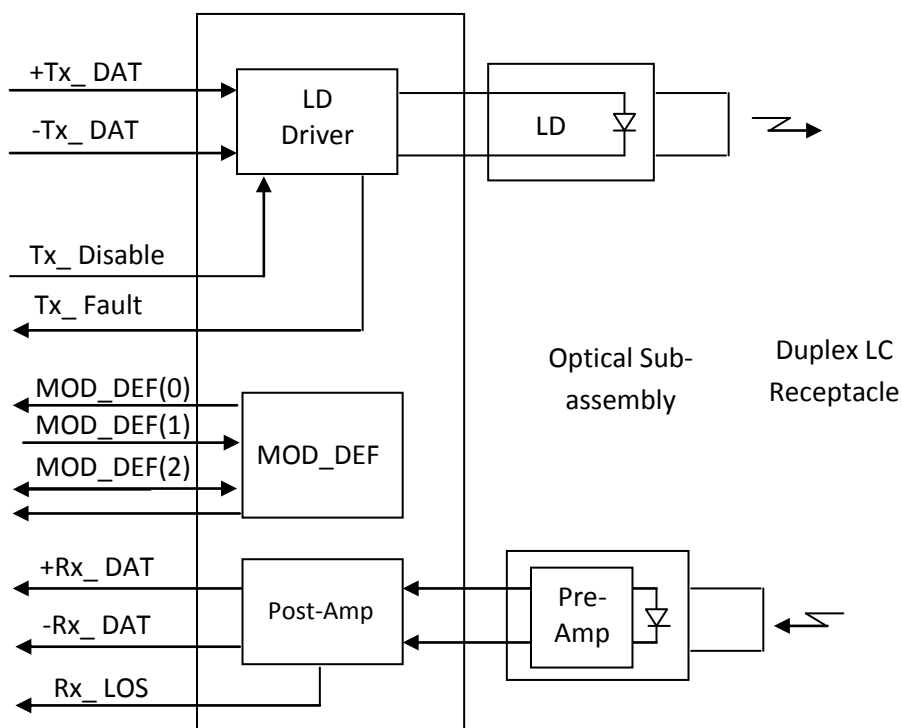 +Tx_ DAT
-Tx_ DAT
LD
Driver
LD
Tx_ Disable
Tx_ Fault
Optical Sub-
assembly
Duplex LC
Receptacle
MOD_DEF(0)
MOD_DEF(1)
MOD_DEF(2)
MOD_DEF
+Rx_ DAT
-Rx_ DAT
Post-Amp
Pre-
Amp
Rx_ LOS